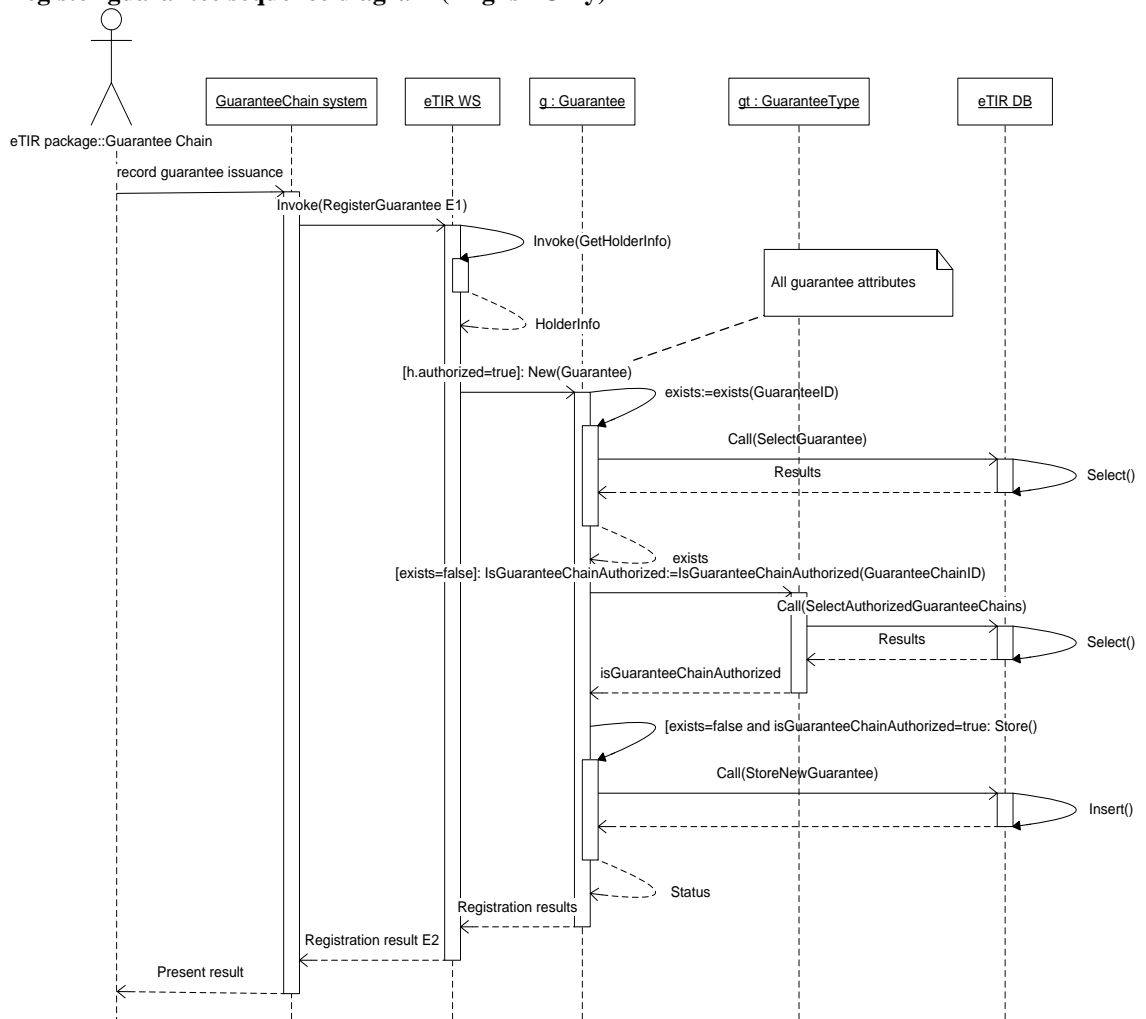 GuaranteeChain system
eTIR WS
g : Guarantee
gt : GuaranteeType
eTIR DB
eTIR package::Guarantee Chain
record guarantee issuance
Invoke(RegisterGuarantee E1)
Invoke(GetHolderInfo)
All guarantee attributes
HolderInfo
[h.authorized=true]: New(Guarantee)
exists:=exists(GuaranteeID)
Call(SelectGuarantee)
Results
Select()
exists
[exists=false]: IsGuaranteeChainAuthorized:=IsGuaranteeChainAuthorized(GuaranteeChainID)
Call(SelectAuthorizedGuaranteeChains)
Results
Select()
isGuaranteeChainAuthorized
[exists=false and isGuaranteeChainAuthorized=true: Store()
Call(StoreNewGuarantee)
Insert()
Status
Registration results
Registration result E2
Present result